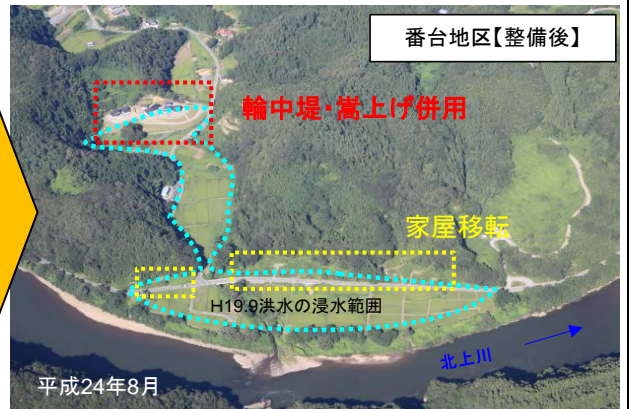 番台地区【整備後】
輪中堤・嵩上げ併用
家屋移転
H19.9洪水の浸水範囲
北上川
平成24年8月